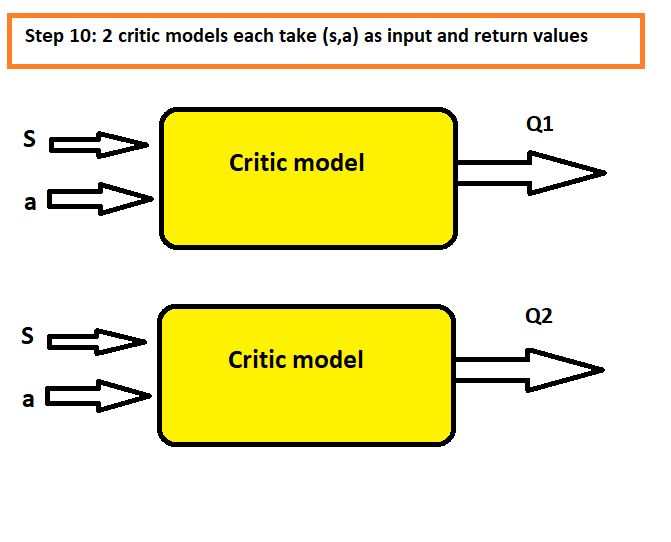 Step 10: 2 critic models each take (s,a) as input and return values
Q1
S
Critic model
a
Q2
S
Critic model
a